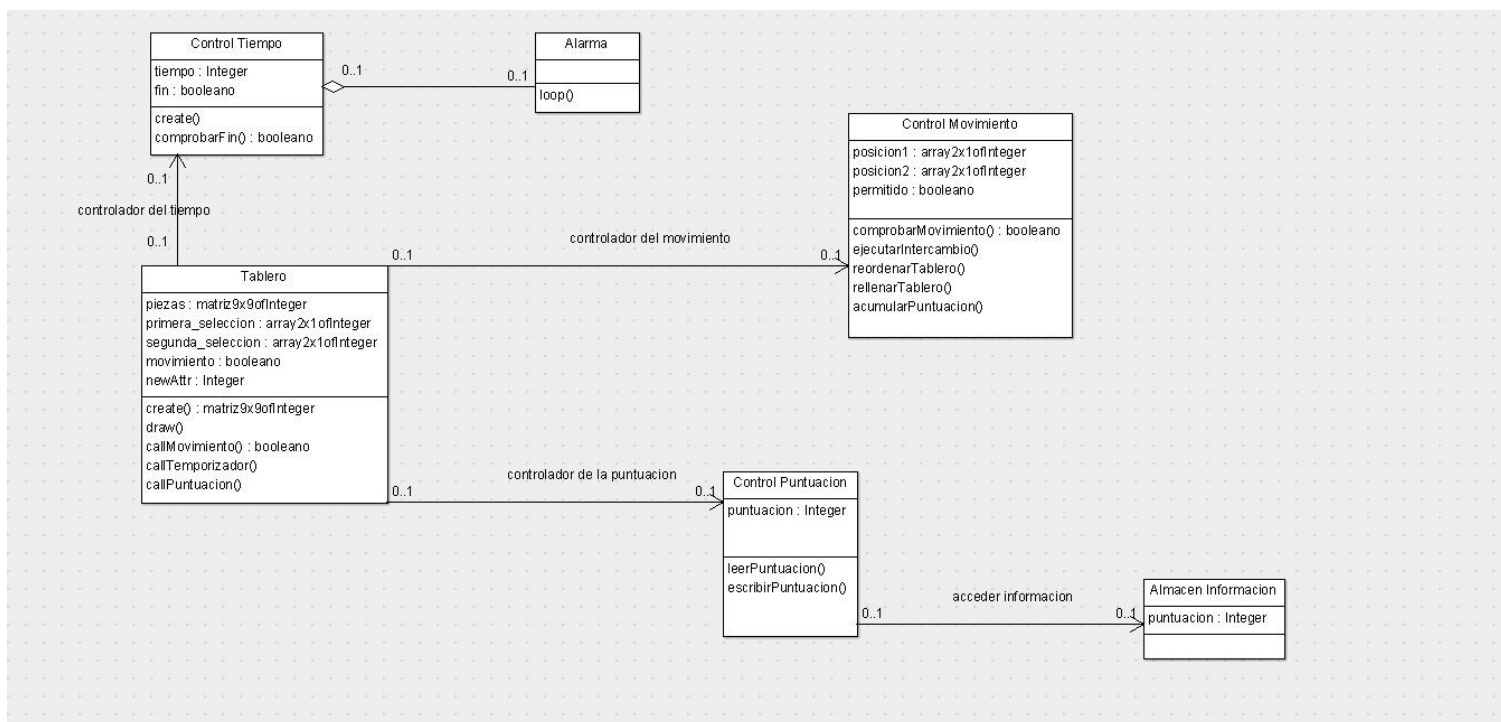 Control Tiempo
tiempo : Integer
fin : booleano
create()
comprobarFin() : booleano
0..1
0..1
Alarma
loop()
Control Movimiento
posicion1 : array2x1ofInteger
posicion2 : array2x1ofInteger
permitido : booleano
comprobarMovimiento() : booleano
ejecutarIntercambio()
reordenarTablero()
rellenarTablero()
acumularPuntuacion()
0..1
controlador del tiempo
0..1
0..1
controlador del movimiento
0..1
Tablero
piezas : matriz9x9ofInteger
primera_seleccion : array2x1ofInteger
segunda_seleccion : array2x1ofInteger
movimiento : booleano
newAttr : Integer
create() : matriz9x9ofInteger
draw()
callMovimiento() : booleano
callTemporizador()
callPuntuacion()
0..1
controlador de la puntuacion
0..1
Control Puntuacion
puntuacion : Integer
leerPuntuacion()
escribirPuntuacion()
0..1
acceder informacion
0..1
Almacen Informacion
puntuacion : Integer